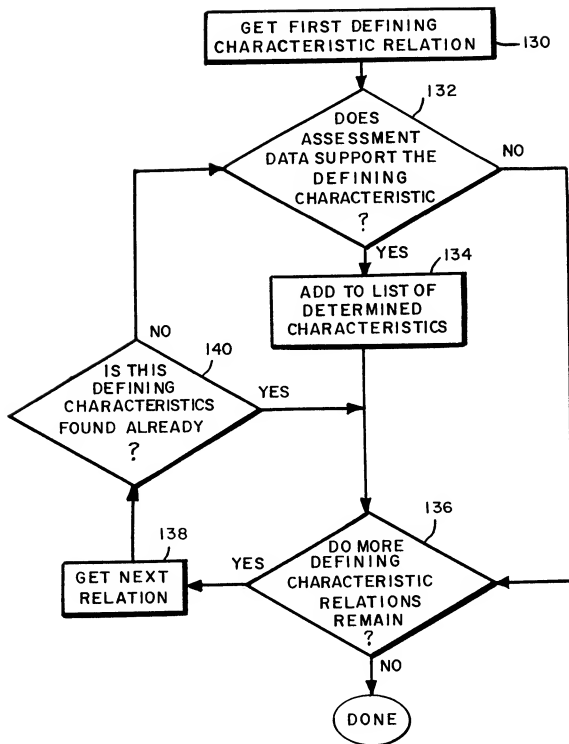 GET FIRST DEFINING
CHARACTERISTIC RELATION
130
132
DOES
ASSESSMENT
DATA SUPPORT THE
DEFINING
CHARACTERISTIC
?
NO
YES
134
ADD TO LIST OF
DETERMINED
CHARACTERISTICS
NO
140
IS THIS
DEFINING
CHARACTERISTICS
FOUND ALREADY
?
YES
136
DO MORE
DEFINING
CHARACTERISTIC
RELATIONS
REMAIN
?
YES
138
GET NEXT
RELATION
NO
DONE